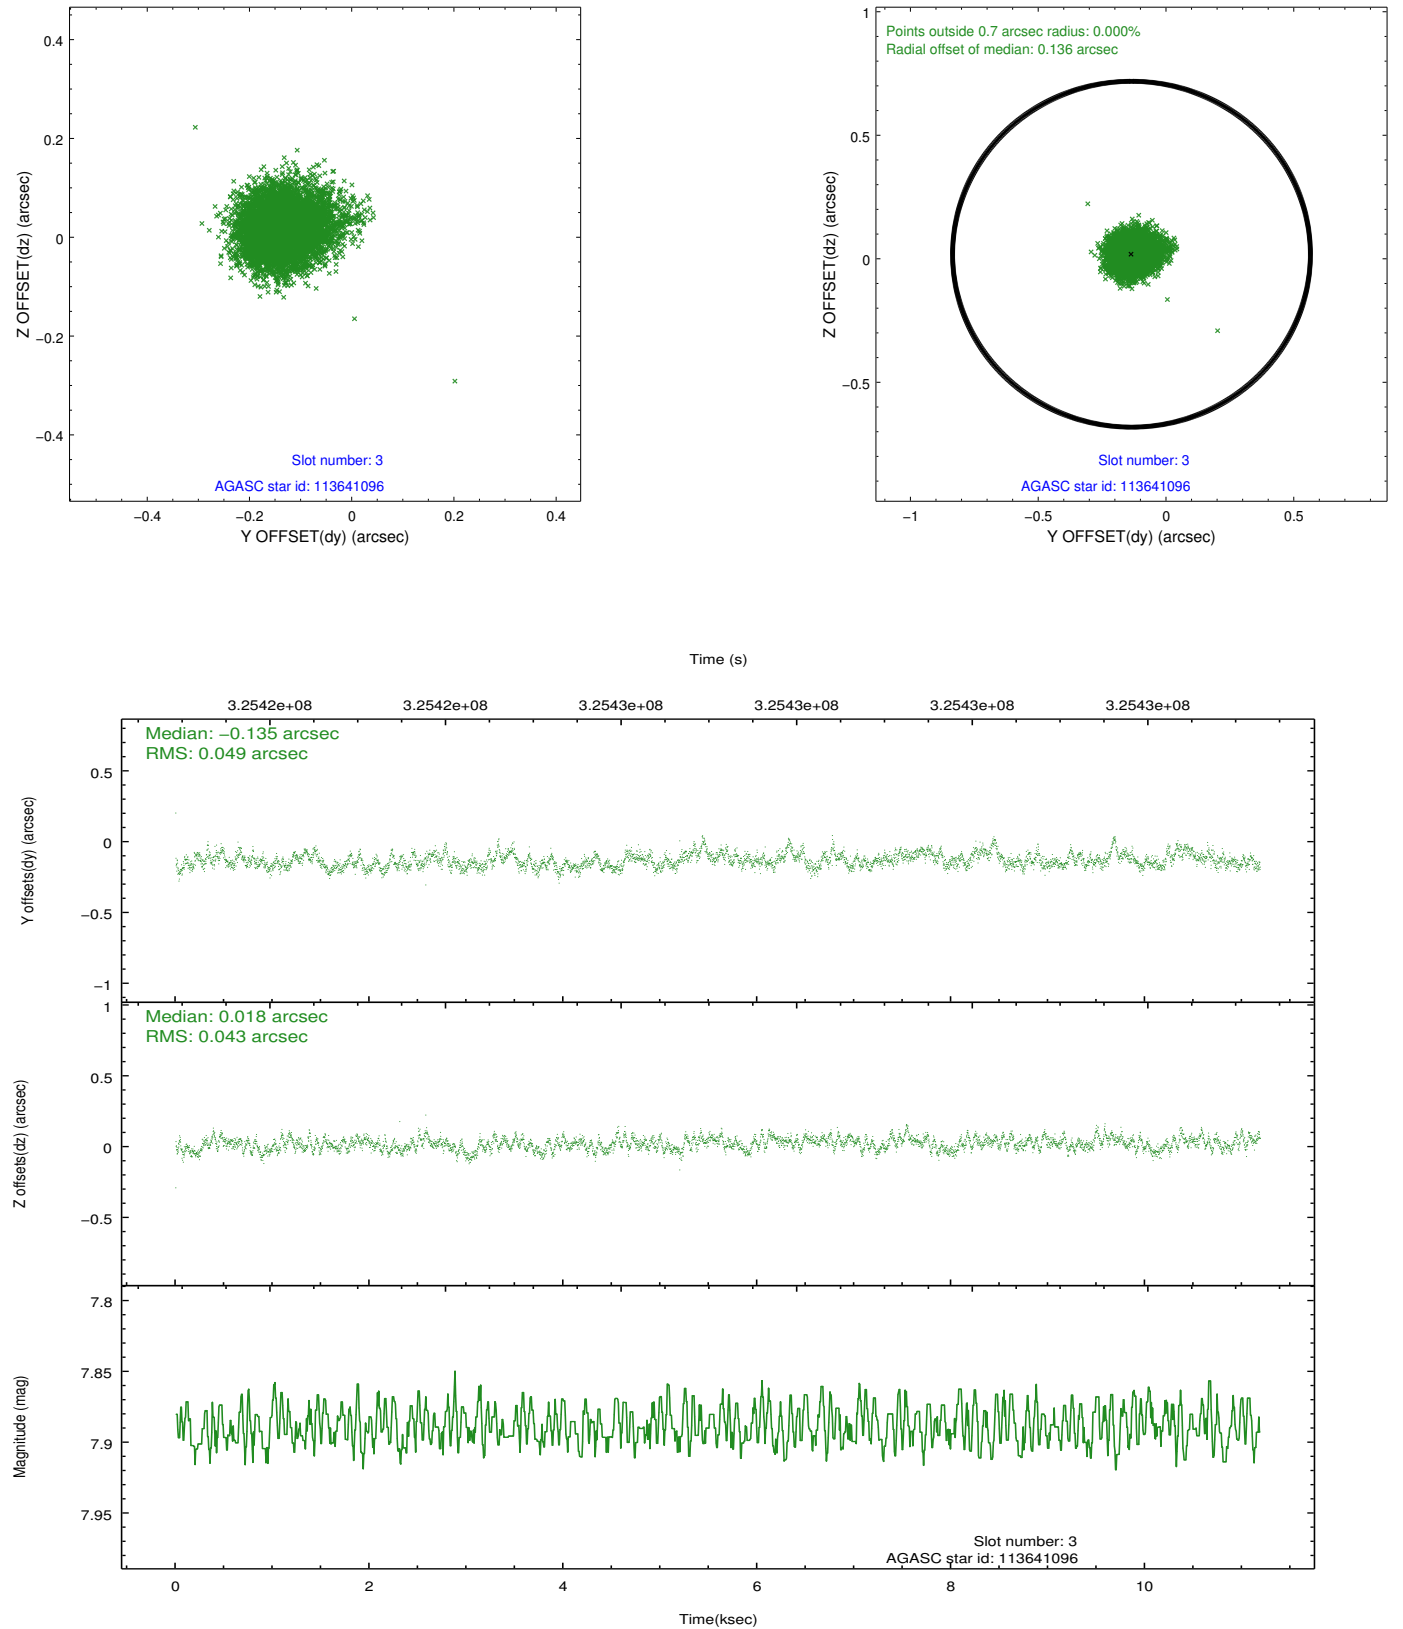 0.4
0.2
0
−0.2
−0.4
Z OFFSET(dz) (arcsec)
Slot number: 3
AGASC star id: 113641096
−0.4
−0.2
0
0.2
0.4
Y OFFSET(dy) (arcsec)
Points outside 0.7 arcsec radius: 0.000%
Radial offset of median: 0.136 arcsec
1
0.5
0
−0.5
Z OFFSET(dz) (arcsec)
Slot number: 3
AGASC star id: 113641096
−1
−0.5
0
0.5
Y OFFSET(dy) (arcsec)
Time (s)
3.2542e+08
3.2542e+08
3.2543e+08
3.2543e+08
3.2543e+08
3.2543e+08
Median: −0.135 arcsec
RMS: 0.049 arcsec
0.5
0
−0.5
−1
Y offsets(dy) (arcsec)
Median: 0.018 arcsec
RMS: 0.043 arcsec
1
0.5
0
−0.5
Z offsets(dz) (arcsec)
7.8
7.85
7.9
7.95
Magnitude (mag)
Slot number: 3
AGASC star id: 113641096
0
2
4
6
8
10
Time(ksec)